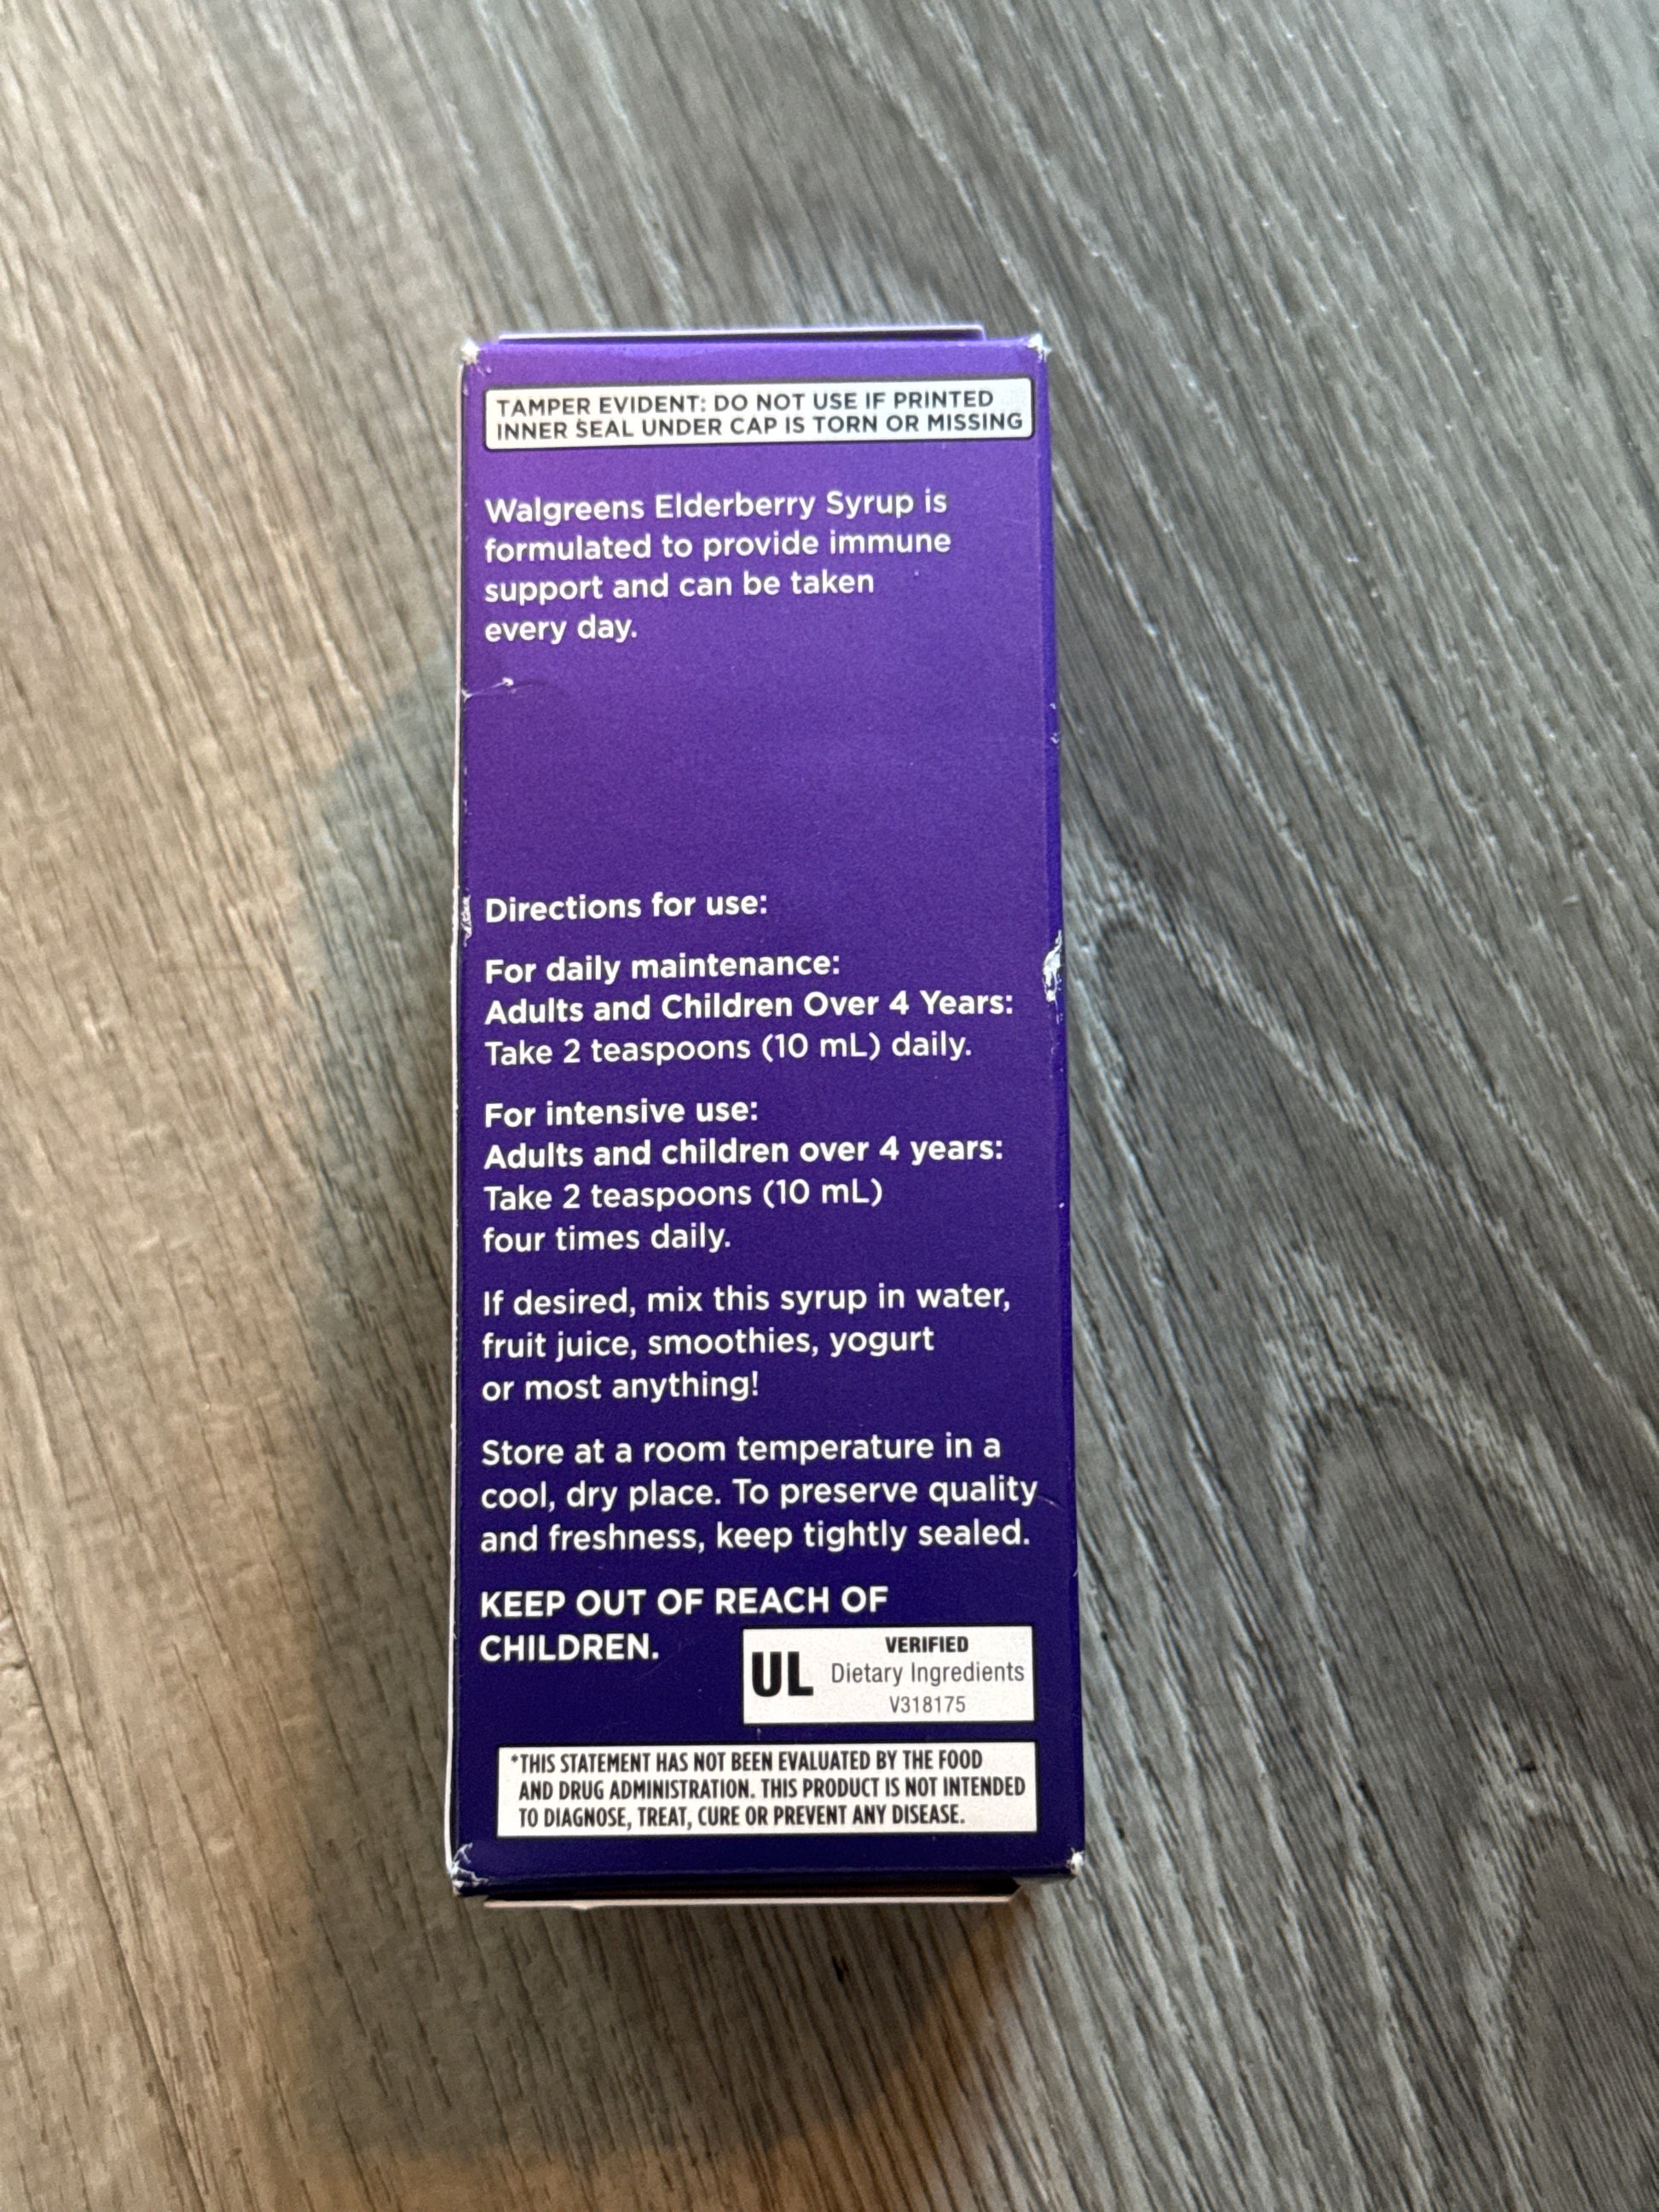 TAMPER EVIDENT: DO NOT USE IF PRINTED
INNER SEAL UNDER CAP IS TORN OR MISSING
Walgreens Elderberry Syrup is
formulated to provide immune
support and can be taken
every day.
Directions for use:
For daily maintenance:
Adults and Children Over 4 Years:
Take 2 teaspoons (10 mL) daily.
For intensive use:
Adults and children over 4 years:
Take 2 teaspoons (10 mL)
four times daily.
If desired, mix this syrup in water,
fruit juice, smoothies, yogurt
or most anything!
Store at a room temperature in a
cool, dry place. To preserve quality
and freshness, keep tightly sealed.
KEEP OUT OF REACH OF
CHILDREN.
UL
VERIFIED
Dietary Ingredients
V318175
*THIS STATEMENT HAS NOT BEEN EVALUATED BY THE FOOD
AND DRUG ADMINISTRATION. THIS PRODUCT IS NOT INTENDED
TO DIAGNOSE, TREAT, CURE OR PREVENT ANY DISEASE.